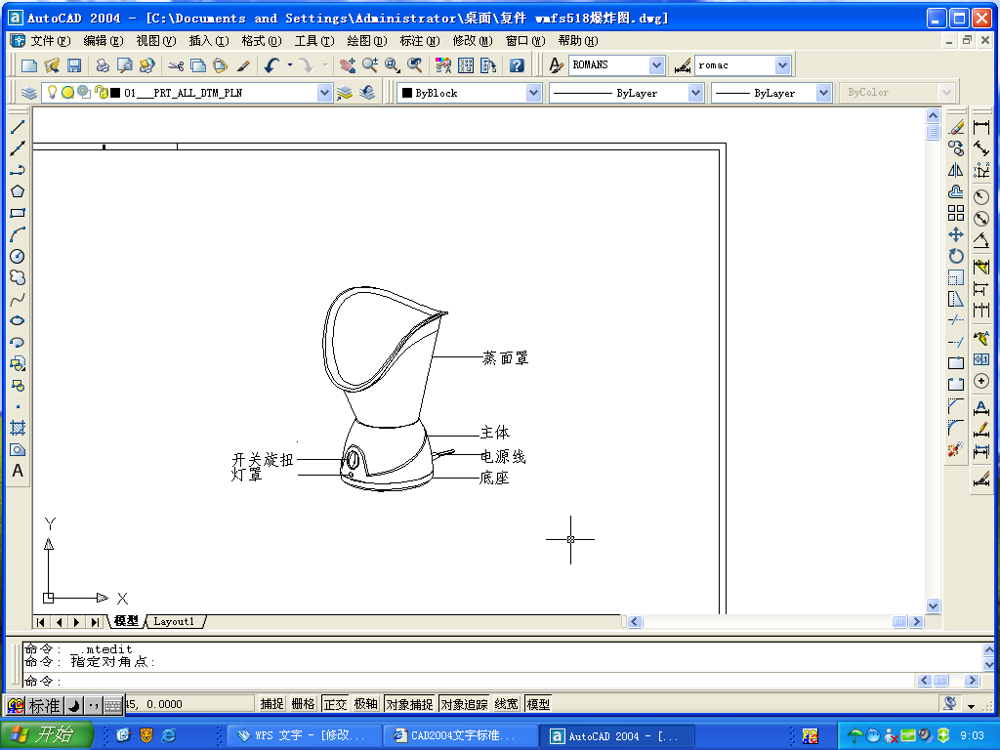 AutoCAD 2004 - [C:\Documents and Settings\Administrator\桌面\复件 wmfs518爆炸图.dwg]
文件(F) 编辑(E) 视图(V) 插入(I) 格式(O) 工具(T) 绘图(D) 标注(N) 修改(M) 窗口(W) 帮助(H)
ROMANS romac
01___PRT_ALL_DTM_PLN ByBlock ByLayer ByLayer ByColor
蒸面罩
主体
开关旋扭 电源线
灯罩 底座
Y
X
模型 Layout1
命令: _.mtedit
命令: 指定对角点:
命令:
标准 45, 0.0000 捕捉 栅格 正交 极轴 对象捕捉 对象追踪 线宽 模型
开始 WPS 文字 - [修改... CAD2004文字标准... AutoCAD 2004 - [... 9:03